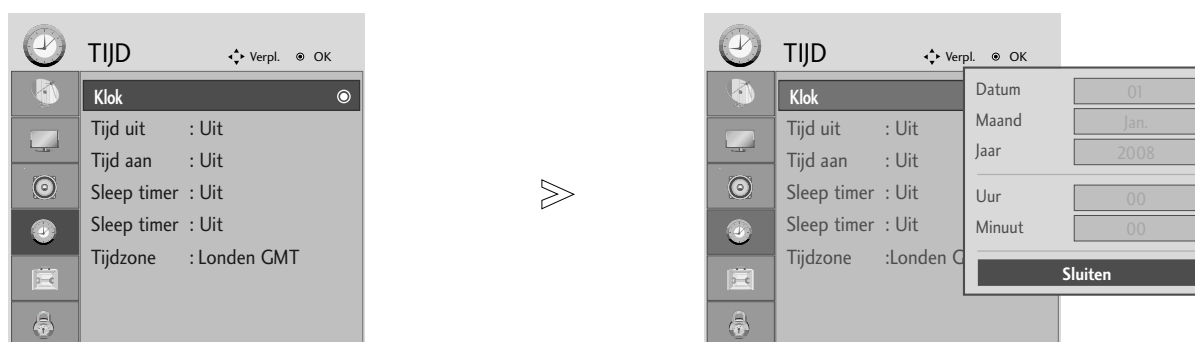 TIJD Verpl. OK
Klok
Tijd uit : Uit
Tijd aan : Uit
Sleep timer : Uit
Sleep timer : Uit
Tijdzone : Londen GMT
TIJD Verpl. OK
Klok
Tijd uit : Uit
Tijd aan : Uit
Sleep timer : Uit
Sleep timer : Uit
Tijdzone :Londen G
Datum 01
Maand Jan.
Jaar 2008
Uur 00
Minuut 00
Sluiten